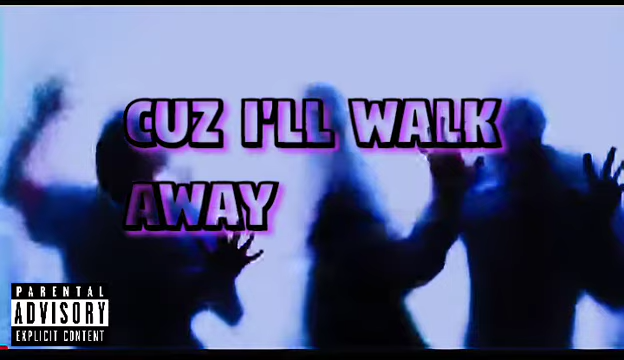 CUZ I'LL WALK
AWAY
PARENTAL
ADVISORY
EXPLICIT CONTENT